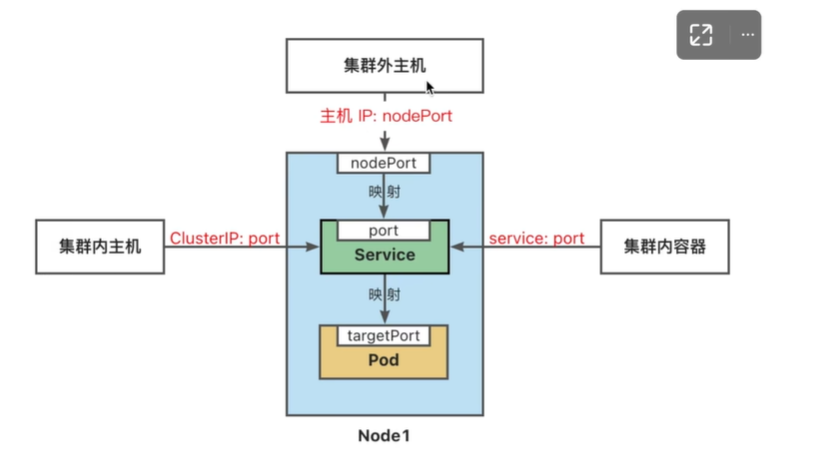 集群外主机
主机 IP: nodePort
nodePort
映射
集群内主机
ClusterIP: port
port
Service
service: port
集群内容器
映射
targetPort
Pod
Node1